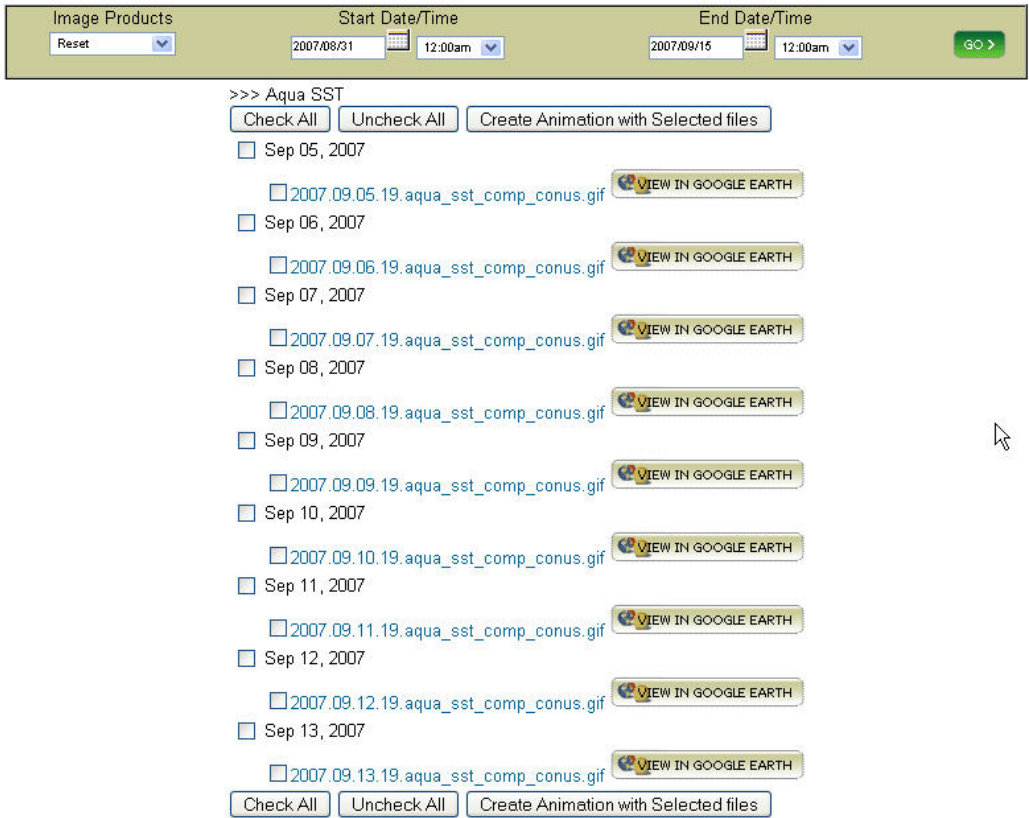 Image Products Start Date/Time End Date/Time
Reset 2007/08/31 12:00am 2007/09/15 12:00am GO >
>>> Aqua SST
Check All Uncheck All Create Animation with Selected files
Sep 05, 2007
2007.09.05.19.aqua_sst_comp_conus.gif VIEW IN GOOGLE EARTH
Sep 06, 2007
2007.09.06.19.aqua_sst_comp_conus.gif VIEW IN GOOGLE EARTH
Sep 07, 2007
2007.09.07.19.aqua_sst_comp_conus.gif VIEW IN GOOGLE EARTH
Sep 08, 2007
2007.09.08.19.aqua_sst_comp_conus.gif VIEW IN GOOGLE EARTH
Sep 09, 2007
2007.09.09.19.aqua_sst_comp_conus.gif VIEW IN GOOGLE EARTH
Sep 10, 2007
2007.09.10.19.aqua_sst_comp_conus.gif VIEW IN GOOGLE EARTH
Sep 11, 2007
2007.09.11.19.aqua_sst_comp_conus.gif VIEW IN GOOGLE EARTH
Sep 12, 2007
2007.09.12.19.aqua_sst_comp_conus.gif VIEW IN GOOGLE EARTH
Sep 13, 2007
2007.09.13.19.aqua_sst_comp_conus.gif VIEW IN GOOGLE EARTH
Check All Uncheck All Create Animation with Selected files